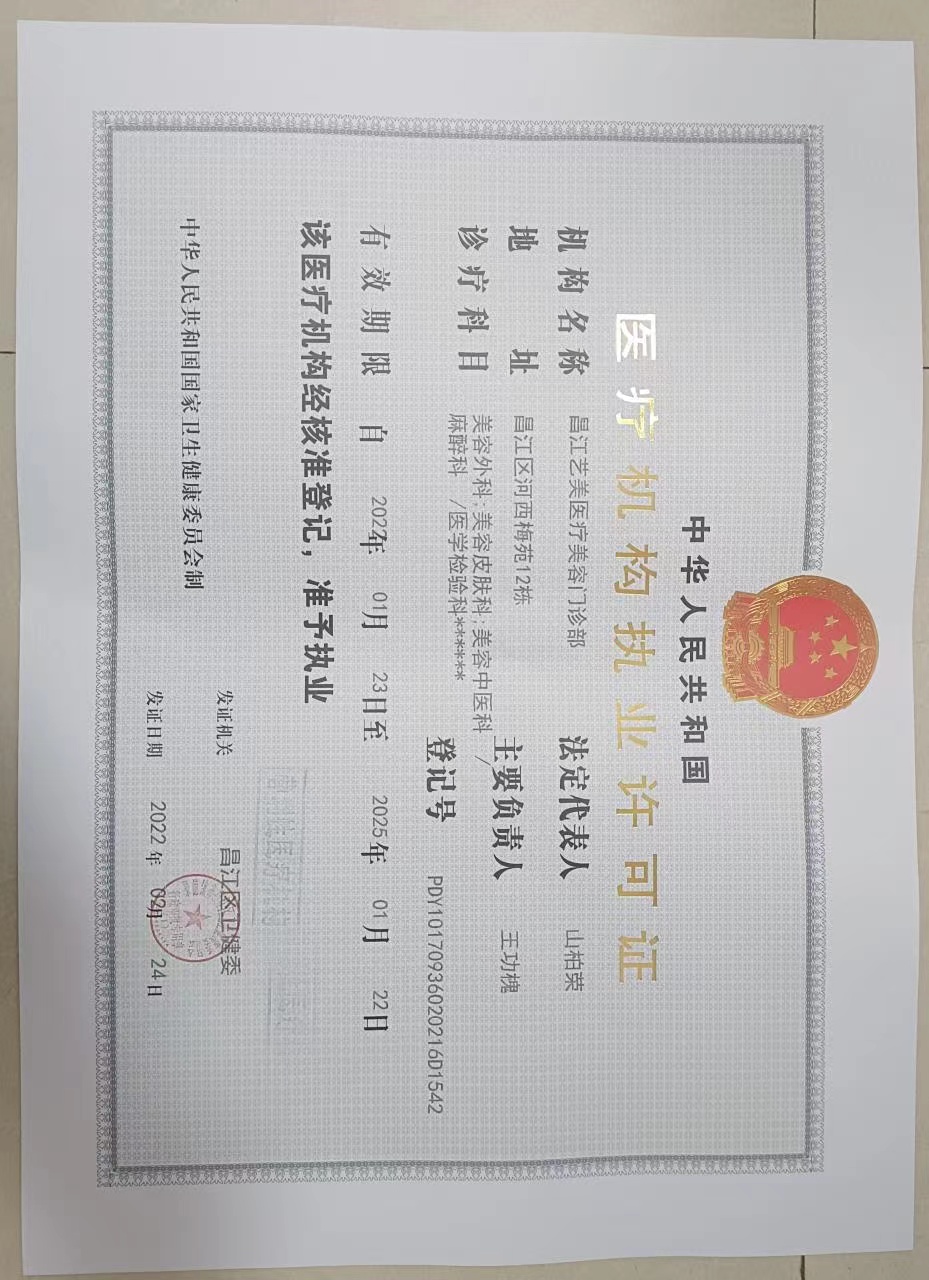 中华人民共和国
医疗机构执业许可证
机构名称 昌江艺美医疗美容门诊部 法定代表人 山柏荣
地址 昌江区河西梅苑12栋 主要负责人 王功槐
诊疗科目 美容外科;美容皮肤科;美容中医科/
麻醉科 /医学检验科***** 登记号 PDY10170936020216D1542
有效期限 自 2022年 01月 23日至 2025年 01月 22日
该医疗机构经核准登记，准予执业
发证机关 昌江区卫健委
中华人民共和国国家卫生健康委员会制
发证日期 2022年 02月 24日